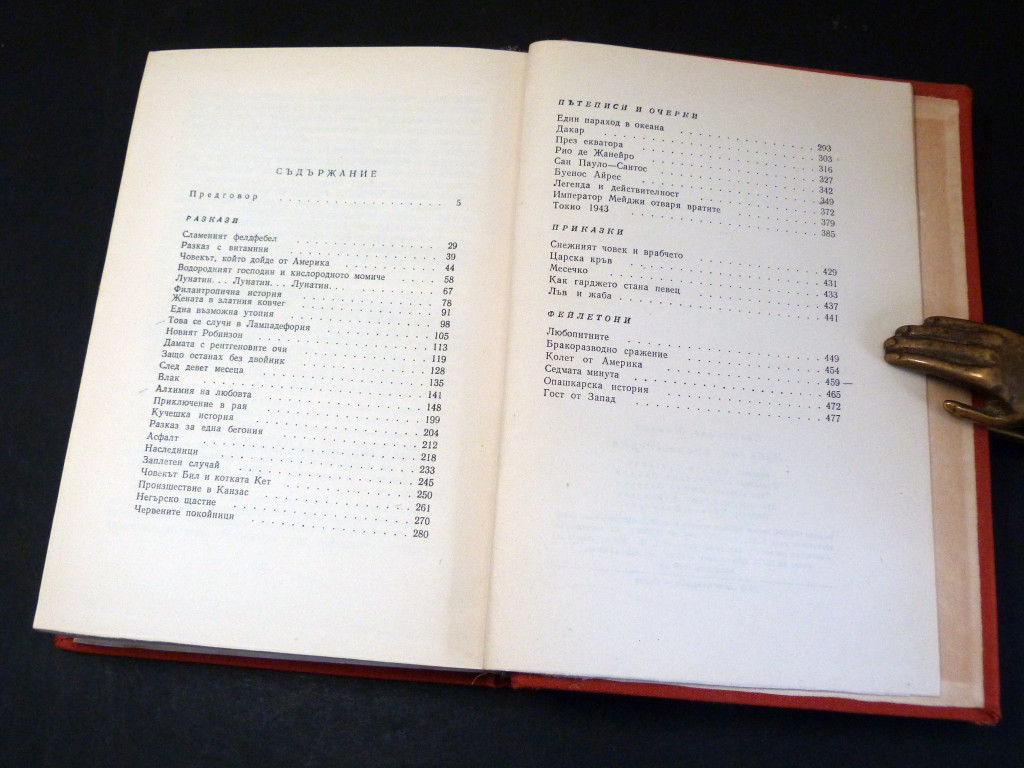 СЪДЪРЖАНИЕ
Предговор . . . . . . . . . . . . . . . . 5
РАЗКАЗИ
Сламеният фелдфебел . . . . . . . . . . . . 29
Разказ с витамини . . . . . . . . . . . . 39
Човекът, който дойде от Америка . . . . . . . . 44
Водородният господин и кислородното момиче . . . . 58
Лунатин. . . Лунатин. . . Лунатин. . . . . . . . . 67
Филантропична история . . . . . . . . . . . . 78
Жената в златния ковчег . . . . . . . . . . . . 91
Една възможна утопия . . . . . . . . . . . . 98
Това се случи в Лампадефория . . . . . . . . . . 105
Новият Робинзон . . . . . . . . . . . . 113
Дамата с рентгеновите очи . . . . . . . . . . 119
Защо останах без двойник . . . . . . . . . . 128
След девет месеца . . . . . . . . . . . . 135
Влак . . . . . . . . . . . . . . . . 141
Алхимия на любовта . . . . . . . . . . . . 148
Приключение в рая . . . . . . . . . . . . 199
Кучешка история . . . . . . . . . . . . 204
Разказ за една бегония . . . . . . . . . . 212
Асфалт . . . . . . . . . . . . . . . 218
Наследници . . . . . . . . . . . . . . 233
Заплетен случай . . . . . . . . . . . . 245
Човекът Бил и котката Кет . . . . . . . . . . 250
Произшествие в Канзас . . . . . . . . . . 261
Негърско щастие . . . . . . . . . . . . 270
Червените покойници . . . . . . . . . . . 280
ПЪТЕПИСИ И ОЧЕРКИ
Един параход в океана . . . . . . . . . . 293
Дакар . . . . . . . . . . . . . . . 303
През екватора . . . . . . . . . . . . 316
Рио де Жанейро . . . . . . . . . . . . 327
Сан Пауло—Сантос . . . . . . . . . . . 342
Буенос Айрес . . . . . . . . . . . . 349
Легенда и действителност . . . . . . . . . 372
Император Мейджи отваря вратите . . . . . . . 379
Токио 1943 . . . . . . . . . . . . . 385
ПРИКАЗКИ
Снежният човек и врабчето . . . . . . . . . 429
Царска кръв . . . . . . . . . . . . . 431
Месечко . . . . . . . . . . . . . . 433
Как гарджето стана певец . . . . . . . . . 437
Лъв и жаба . . . . . . . . . . . . . 441
ФЕЙЛЕТОНИ
Любопитните . . . . . . . . . . . . . 449
Бракоразводно сражение . . . . . . . . . . 454
Колет от Америка . . . . . . . . . . . 459
Седмата минута . . . . . . . . . . . . 465
Опашкарска история . . . . . . . . . . . 472
Гост от Запад . . . . . . . . . . . . 477